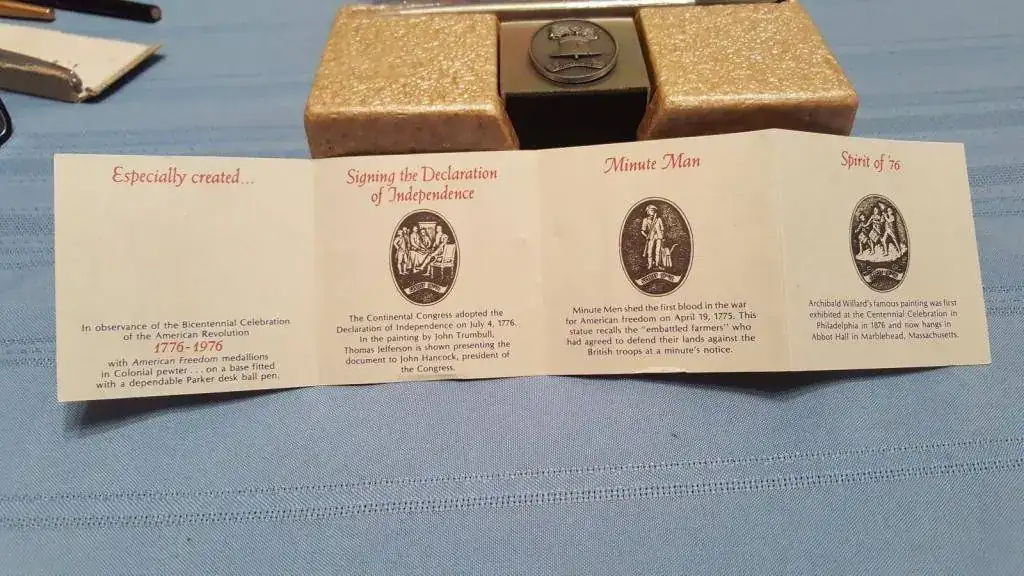 Especially created...
In observance of the Bicentennial Celebration
of the American Revolution
1776-1976
with American Freedom medallions
in Colonial pewter . . . on a base fitted
with a dependable Parker desk ball pen.
Signing the Declaration
of Independence
The Continental Congress adopted the
Declaration of Independence on July 4, 1776.
In the painting by John Trumbull,
Thomas Jefferson is shown presenting the
document to John Hancock, president of
the Congress.
Minute Man
Minute Men shed the first blood in the war
for American freedom on April 19, 1775. This
statue recalls the "embattled farmers" who
had agreed to defend their lands against the
British troops at a minute's notice.
Spirit of '76
Archibald Willard's famous painting was first
exhibited at the Centennial Celebration in
Philadelphia in 1876 and now hangs in
Abbot Hall in Marblehead, Massachusetts.